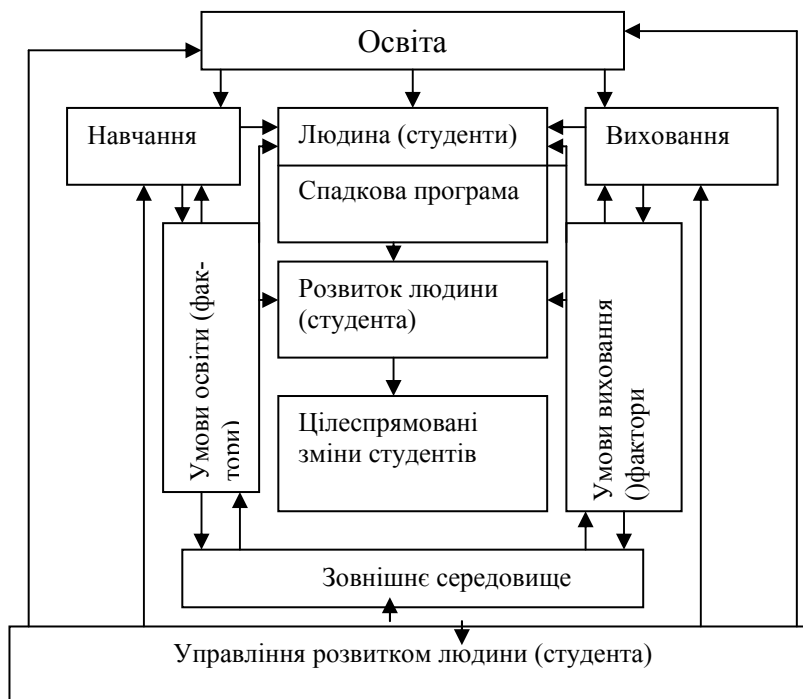 Освіта
Навчання
Людина (студенти)
Виховання
Спадкова програма
Умови освіти (фак-
тори)
Розвиток людини
(студента)
Умови виховання
()фактори
Цілеспрямовані
зміни студентів
Зовнішнє середовище
Управління розвитком людини (студента)